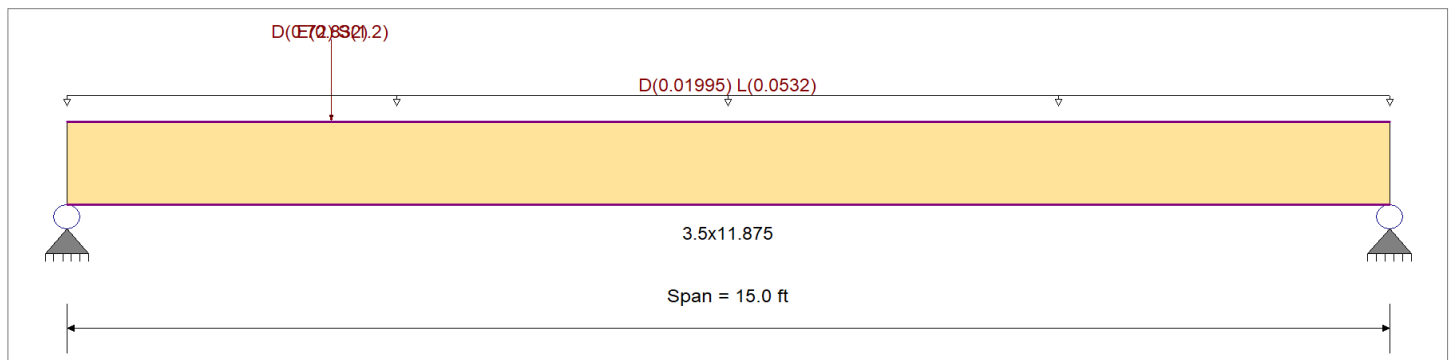 D(0.01995) L(0.0532)
3.5x11.875
Span = 15.0 ft